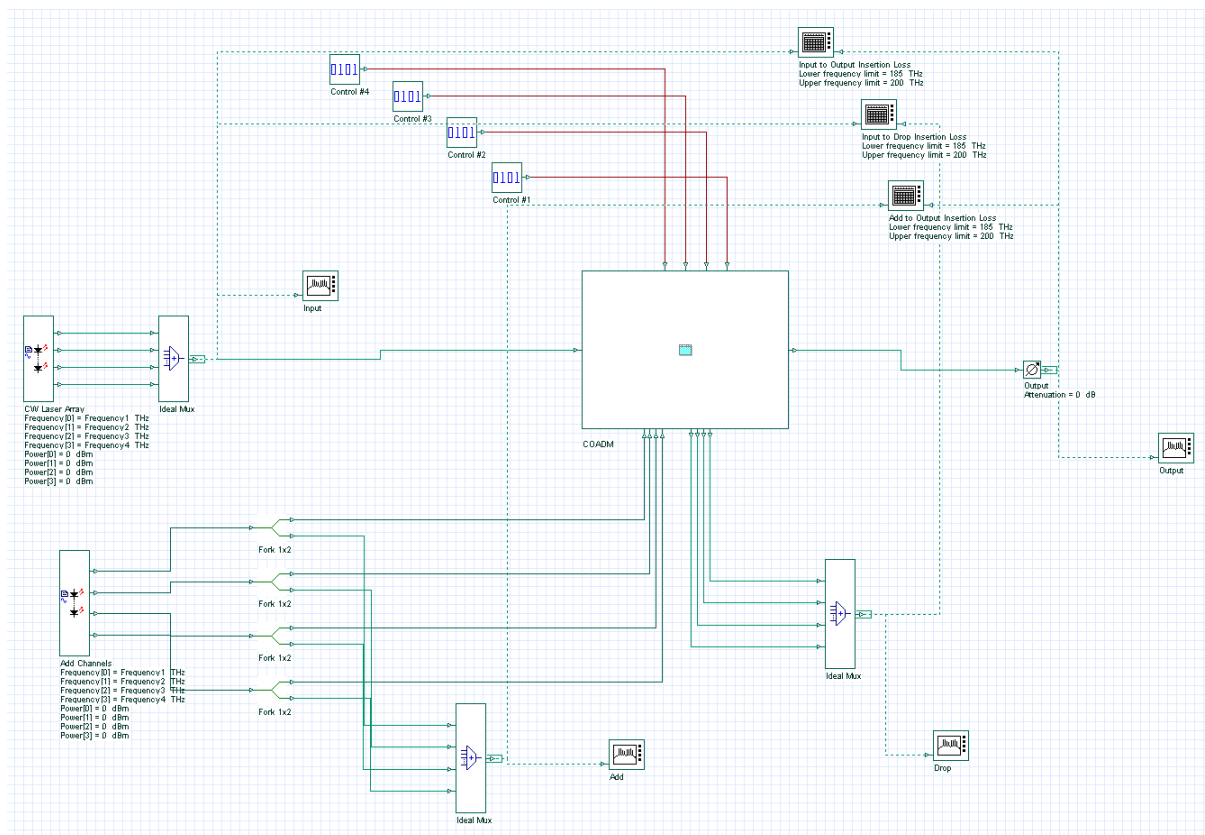 Input to Output Insertion Loss
Lower frequency limit = 185 THz
Upper frequency limit = 200 THz
0101
Control #4
0101
Control #3
Input to Drop Insertion Loss
Lower frequency limit = 185 THz
Upper frequency limit = 200 THz
0101
Control #2
0101
Control #1
Add to Output Insertion Loss
Lower frequency limit = 185 THz
Upper frequency limit = 200 THz
Input
CW Laser Array
Frequency[0] = Frequency1 THz
Frequency[1] = Frequency2 THz
Frequency[2] = Frequency3 THz
Frequency[3] = Frequency4 THz
Power[0] = 0 dBm
Power[1] = 0 dBm
Power[2] = 0 dBm
Power[3] = 0 dBm
Ideal Mux
COADM
Output
Attenuation = 0 dB
Output
Fork 1x2
Fork 1x2
Fork 1x2
Fork 1x2
Add Channels
Frequency[0] = Frequency1 THz
Frequency[1] = Frequency2 THz
Frequency[2] = Frequency3 THz
Frequency[3] = Frequency4 THz
Power[0] = 0 dBm
Power[1] = 0 dBm
Power[2] = 0 dBm
Power[3] = 0 dBm
Ideal Mux
Add
Ideal Mux
Drop